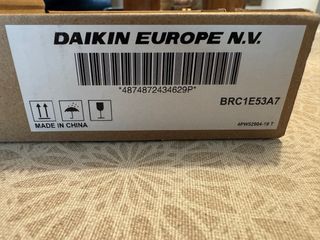 DAIKIN EUROPE N.V.
*4874872434629P*
BRC1E53A7
MADE IN CHINA
4PW52904-19 T